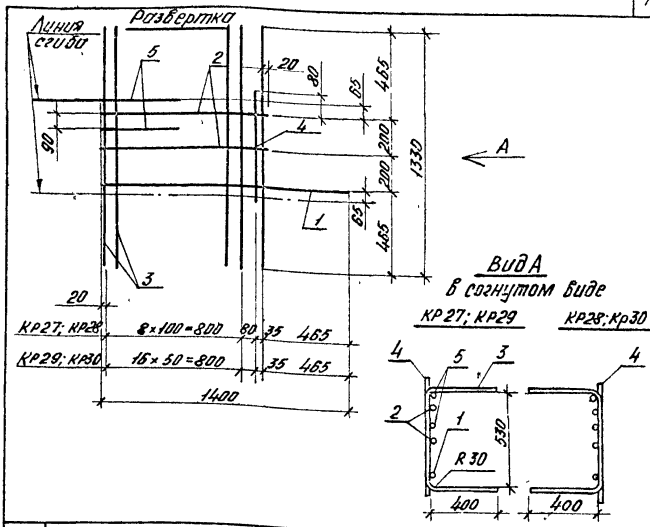 Развертка
Линия
сгиба
5
2
20
80
65
465
90
4
200
1330
А
200
1
65
465
3
20
КР27; КР28 8×100=800 80 35 465
КР29; КР30 16×50=800 35 465
1400
Вид А
в согнутом виде
КР27; КР29 КР28; Кр30
4 5 3 4
2
1
530
R 30
400 400